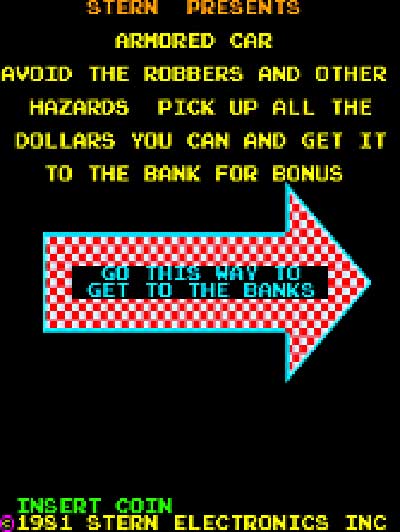 STERN PRESENTS
ARMORED CAR
AVOID THE ROBBERS AND OTHER
HAZARDS PICK UP ALL THE
DOLLARS YOU CAN AND GET IT
TO THE BANK FOR BONUS
GO THIS WAY TO
GET TO THE BANKS
INSERT COIN
©1981 STERN ELECTRONICS INC